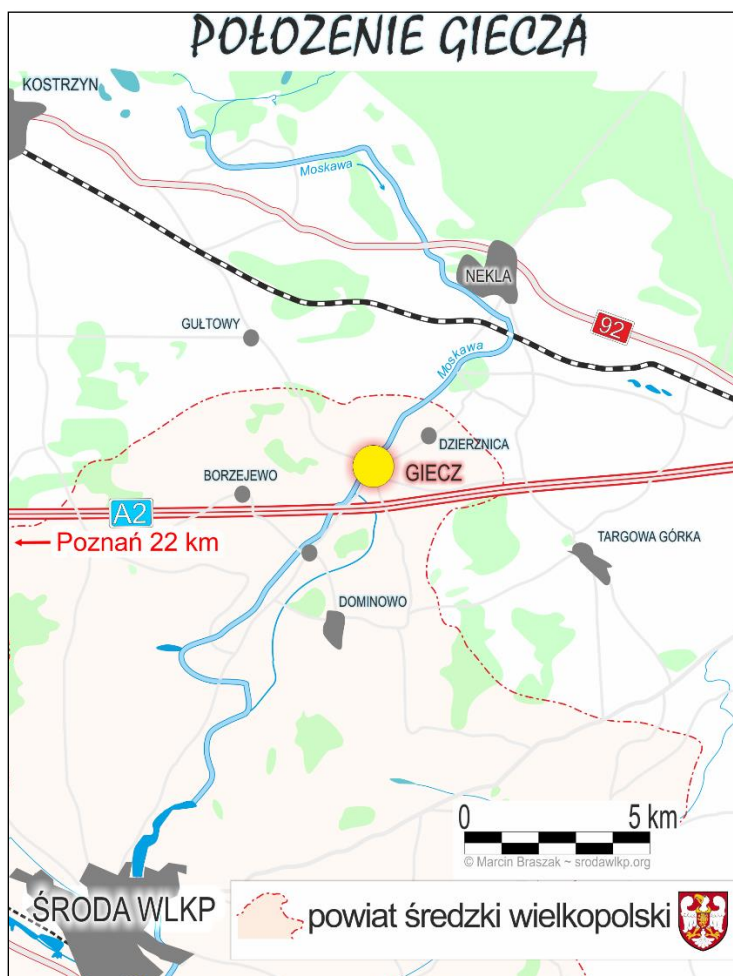 POŁOZENIE GIECZA
KOSTRZYN
Moskawa
NEKLA
92
GUŁTOWY
Moskawa
DZIERZNICA
GIECZ
BORZEJEWO
A2
Poznań 22 km
TARGOWA GÓRKA
DOMINOWO
0 5 km
© Marcin Braszak ~ srodawlkp.org
ŚRODA WLKP
powiat średzki wielkopolski